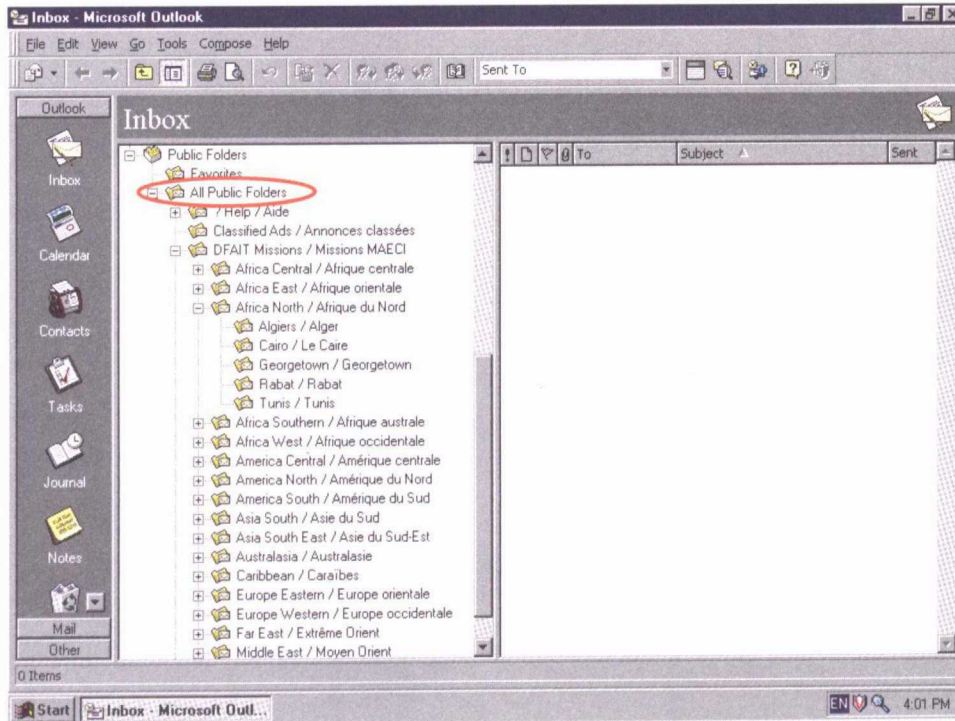 Inbox - Microsoft Outlook
File Edit View Go Tools Compose Help
Sent To
Outlook
Inbox
Calendar
Contacts
Tasks
Journal
Notes
Mail
Other
Inbox
Public Folders
Favorites
All Public Folders
? Help / Aide
Classified Ads / Annonces classées
DFAIT Missions / Missions MAECI
Africa Central / Afrique centrale
Africa East / Afrique orientale
Africa North / Afrique du Nord
Algiers / Alger
Cairo / Le Caire
Georgetown / Georgetown
Rabat / Rabat
Tunis / Tunis
Africa Southern / Afrique australe
Africa West / Afrique occidentale
America Central / Amérique centrale
America North / Amérique du Nord
America South / Amérique du Sud
Asia South / Asie du Sud
Asia South East / Asie du Sud-Est
Australasia / Australasie
Caribbean / Caraïbes
Europe Eastern / Europe orientale
Europe Western / Europe occidentale
Far East / Extrême Orient
Middle East / Moyen Orient
To Subject Sent
0 Items
Start Inbox - Microsoft Outl... EN 4:01 PM